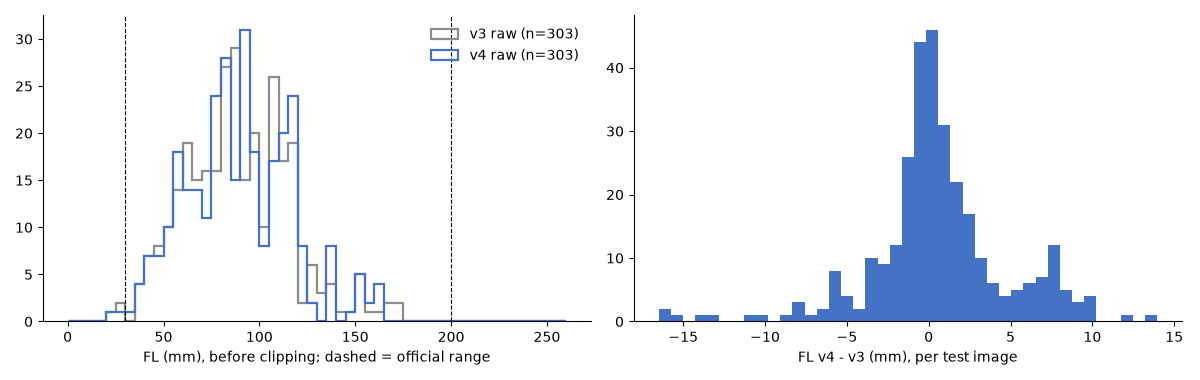 30
25
20
15
10
5
0
v3 raw (n=303)
v4 raw (n=303)
0 50 100 150 200 250
FL (mm), before clipping; dashed = official range
40
30
20
10
0
−15 −10 −5 0 5 10 15
FL v4 - v3 (mm), per test image